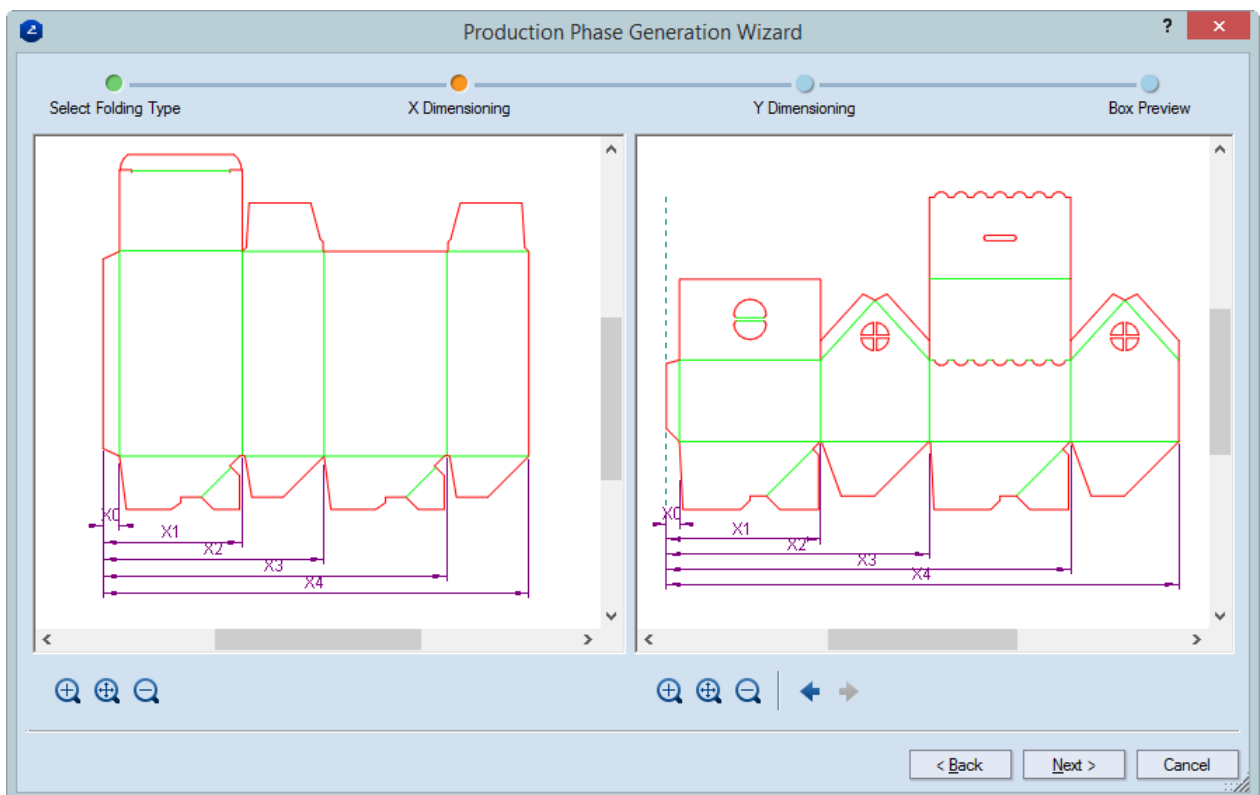 Production Phase Generation Wizard
?
Select Folding Type
X Dimensioning
Y Dimensioning
Box Preview
X0
X1
X2
X3
X4
X0
X1
X2
X3
X4
< Back
Next >
Cancel